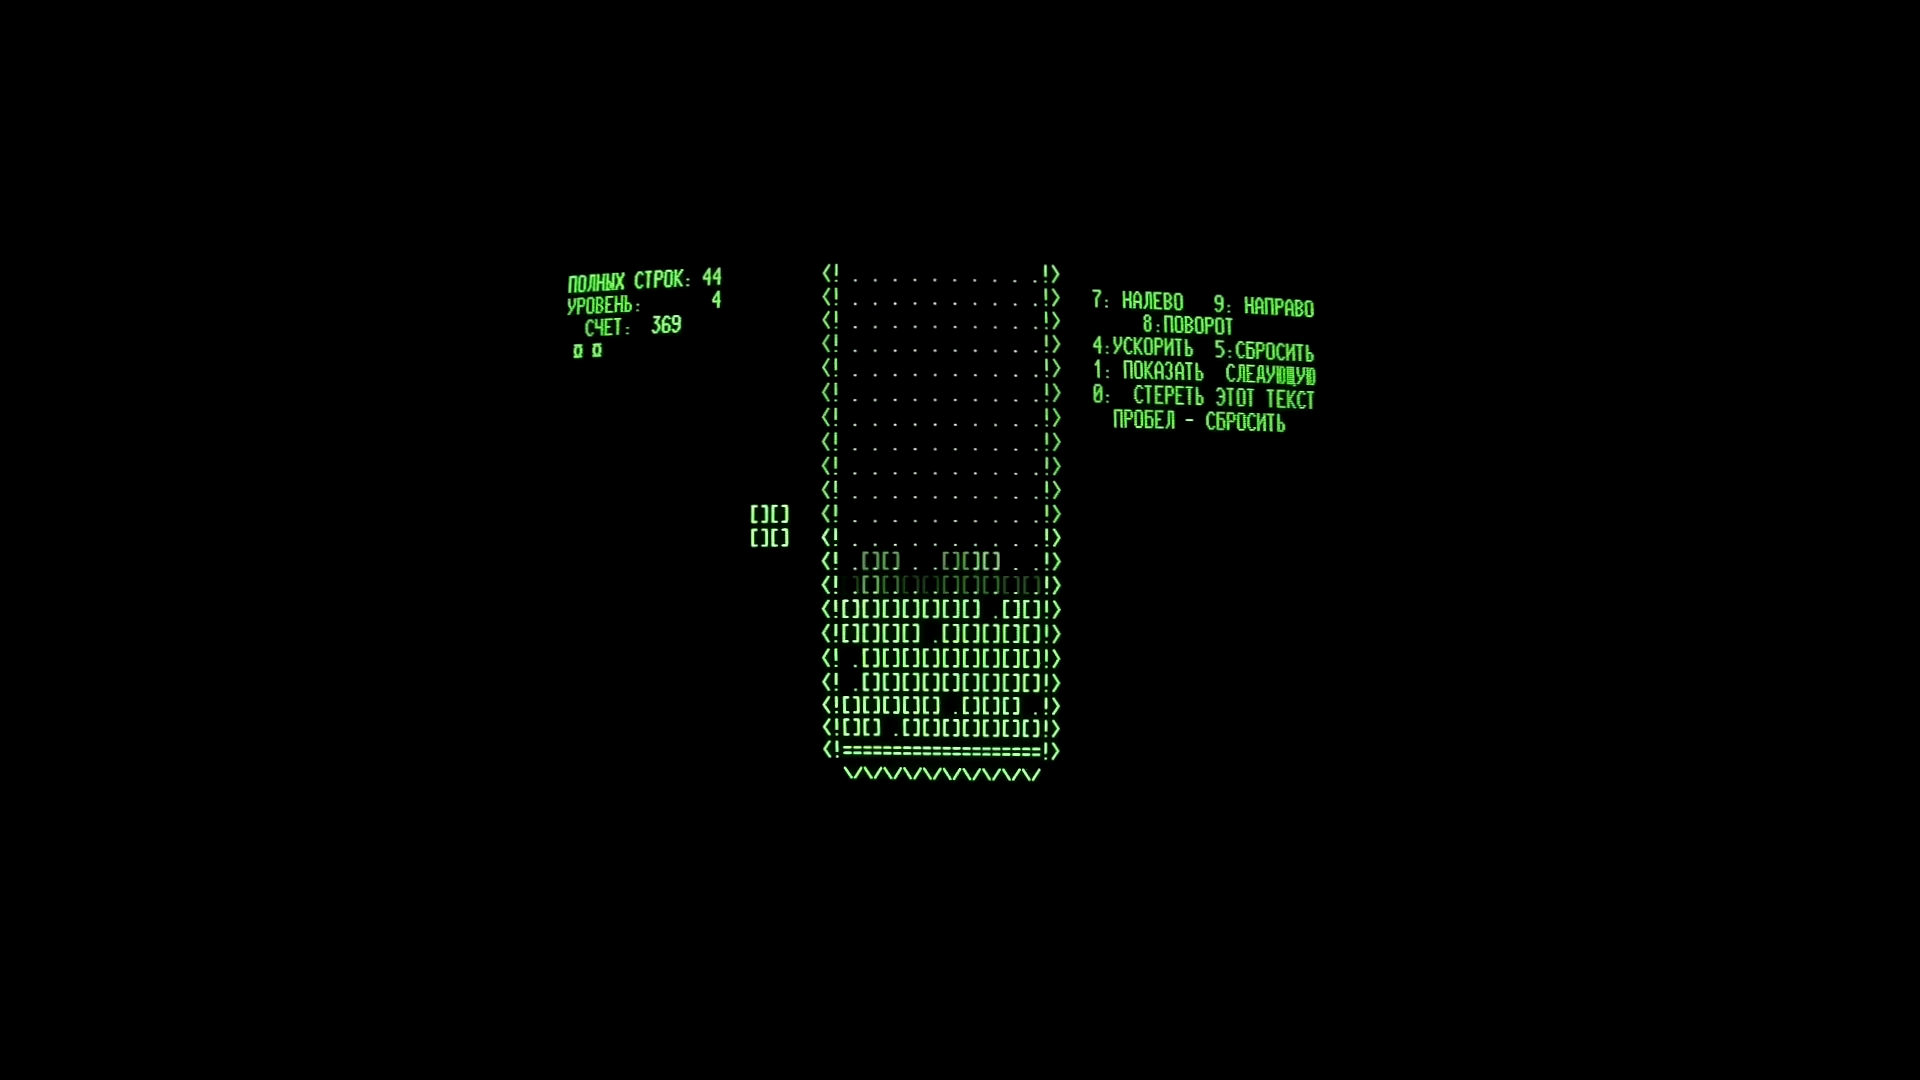 ПОЛНЫХ СТРОК: 44
УРОВЕНЬ: 4
СЧЕТ: 369
7: НАЛЕВО 9: НАПРАВО
8:ПОВОРОТ
4:УСКОРИТЬ 5:СБРОСИТЬ
1: ПОКАЗАТЬ СЛЕДУЮЩУЮ
0: СТЕРЕТЬ ЭТОТ ТЕКСТ
ПРОБЕЛ - СБРОСИТЬ